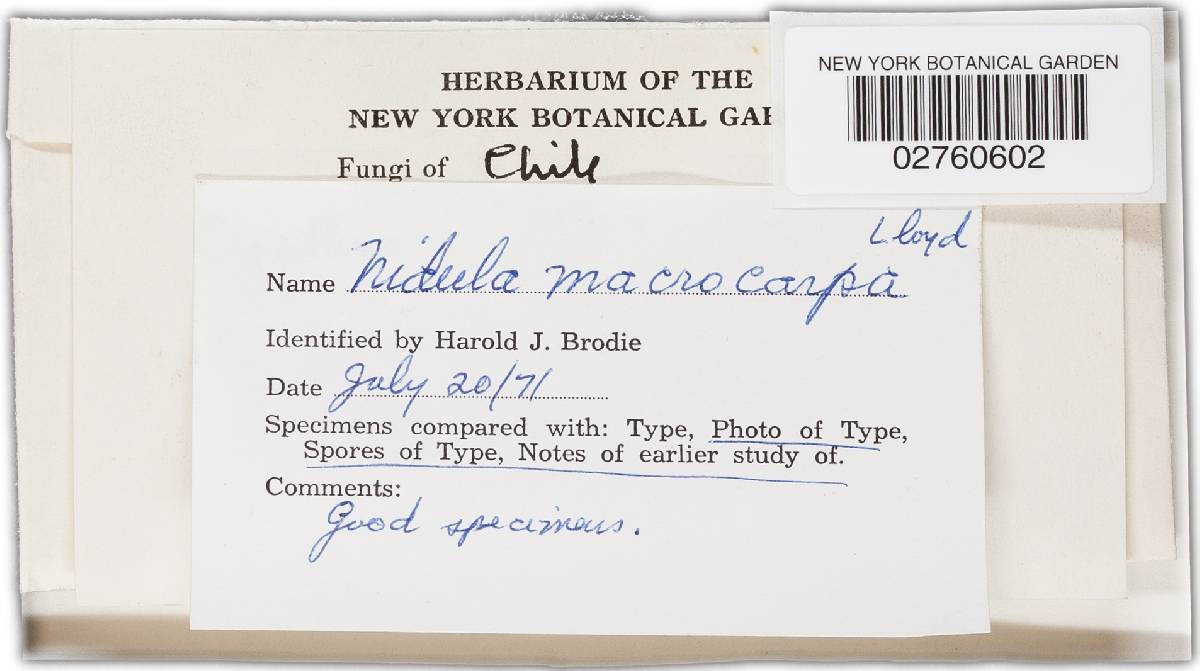 HERBARIUM OF THE
NEW YORK BOTANICAL GAR
Fungi of Chile
NEW YORK BOTANICAL GARDEN
02760602
Lloyd
Name Nidula macrocarpa
Identified by Harold J. Brodie
Date July 20/71
Specimens compared with: Type, Photo of Type,
Spores of Type, Notes of earlier study of.
Comments:
Good specimens.